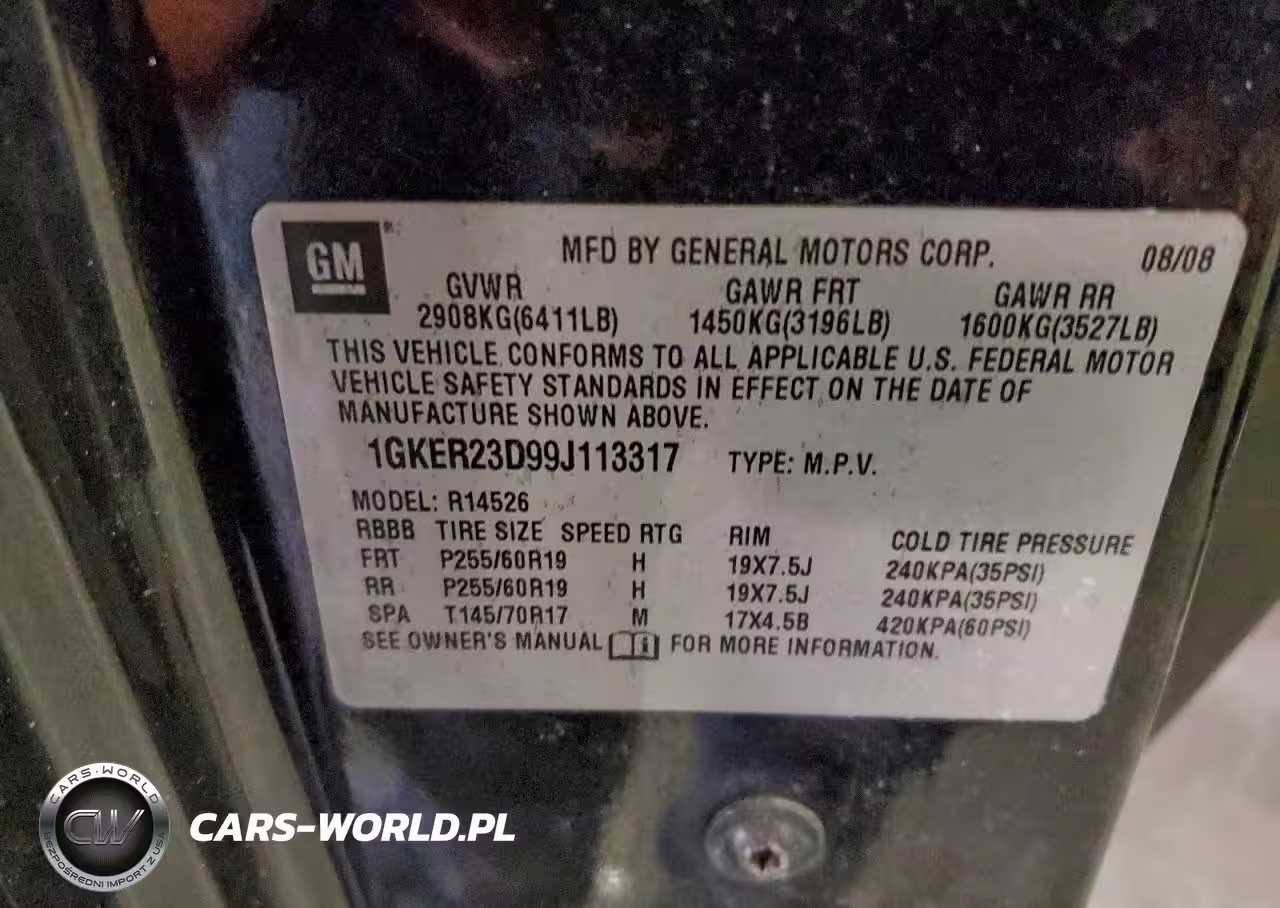 GM
MFD BY GENERAL MOTORS CORP. 08/08
GVWR GAWR FRT GAWR RR
2908KG(6411LB) 1450KG(3196LB) 1600KG(3527LB)
THIS VEHICLE CONFORMS TO ALL APPLICABLE U.S. FEDERAL MOTOR
VEHICLE SAFETY STANDARDS IN EFFECT ON THE DATE OF
MANUFACTURE SHOWN ABOVE.
1GKER23D99J113317 TYPE: M.P.V.
MODEL: R14526
RBBB TIRE SIZE SPEED RTG RIM COLD TIRE PRESSURE
FRT P255/60R19 H 19X7.5J 240KPA(35PSI)
RR P255/60R19 H 19X7.5J 240KPA(35PSI)
SPA T145/70R17 M 17X4.5B 420KPA(60PSI)
SEE OWNER'S MANUAL FOR MORE INFORMATION.
CARS-WORLD
CW
BEZPOŚREDNI IMPORT Z USA
CARS-WORLD.PL